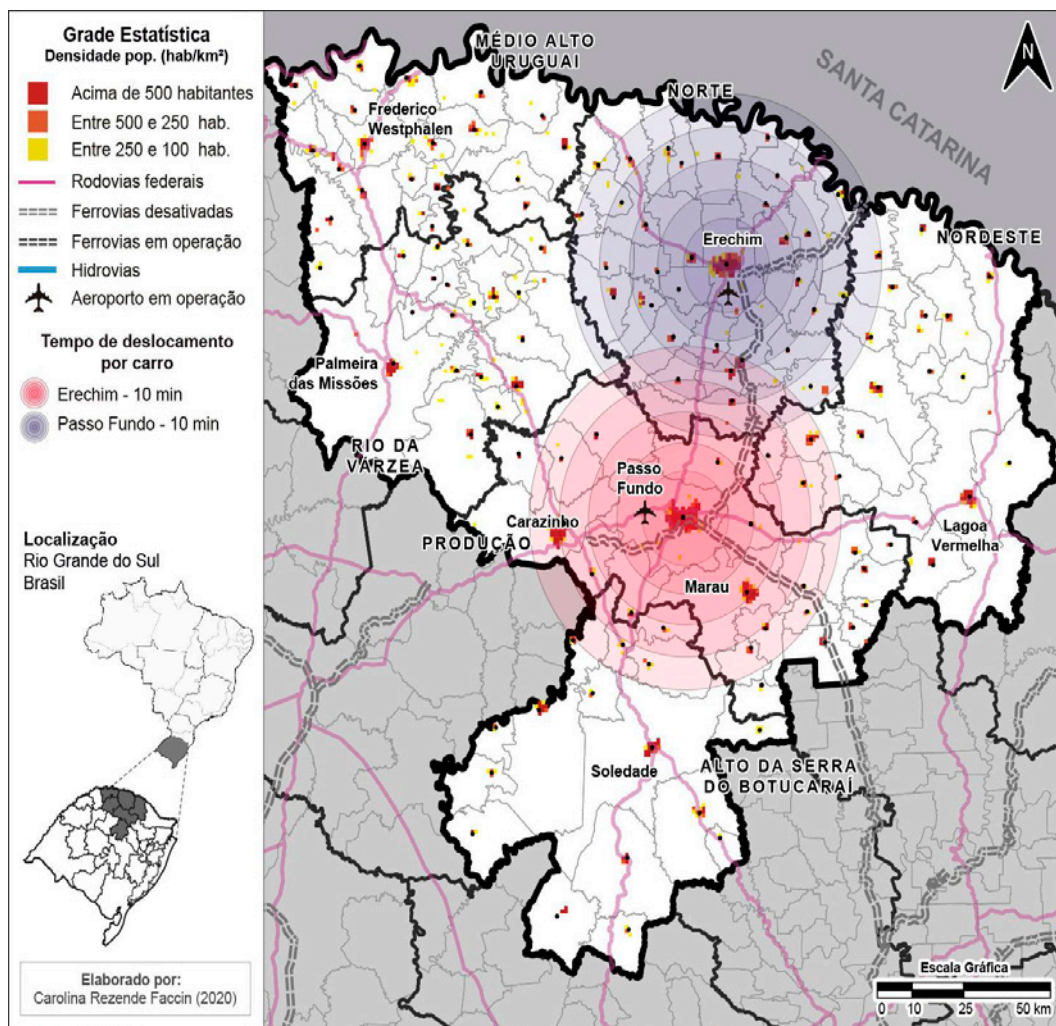 Grade Estatística
Densidade pop. (hab/km²)
Acima de 500 habitantes
Entre 500 e 250 hab.
Entre 250 e 100 hab.
Rodovias federais
Ferrovias desativadas
Ferrovias em operação
Hidrovias
Aeroporto em operação
Tempo de deslocamento
por carro
Erechim - 10 min
Passo Fundo - 10 min
Localização
Rio Grande do Sul
Brasil
Elaborado por:
Carolina Rezende Faccin (2020)
MÉDIO ALTO
URUGUAI
NORTE
SANTA CATARINA
N
Frederico
Westphalen
Erechim
NORDESTE
Palmeira
das Missões
RIO DA
VÁRZEA
Passo
Fundo
Carazinho
PRODUÇÃO
Lagoa
Vermelha
Marau
Soledade
ALTO DA SERRA
DO BOTUCARAÍ
Escala Gráfica
0 10 25 50 km